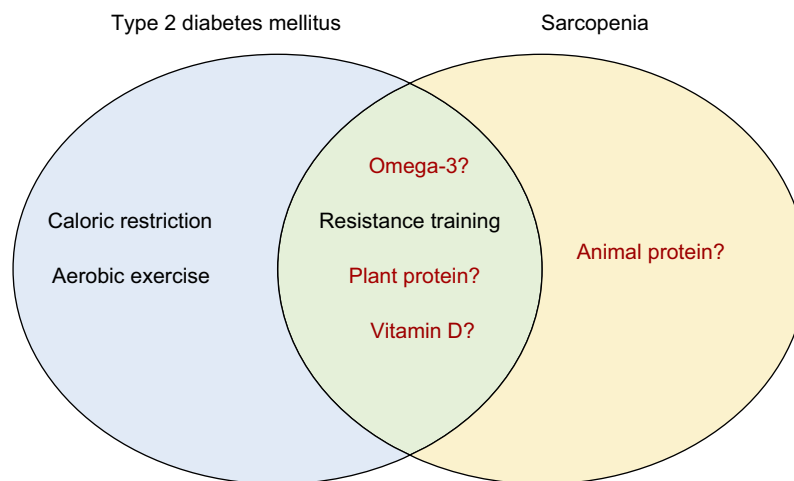 Type 2 diabetes mellitus
Sarcopenia
Omega-3?
Caloric restriction
Resistance training
Animal protein?
Aerobic exercise
Plant protein?
Vitamin D?